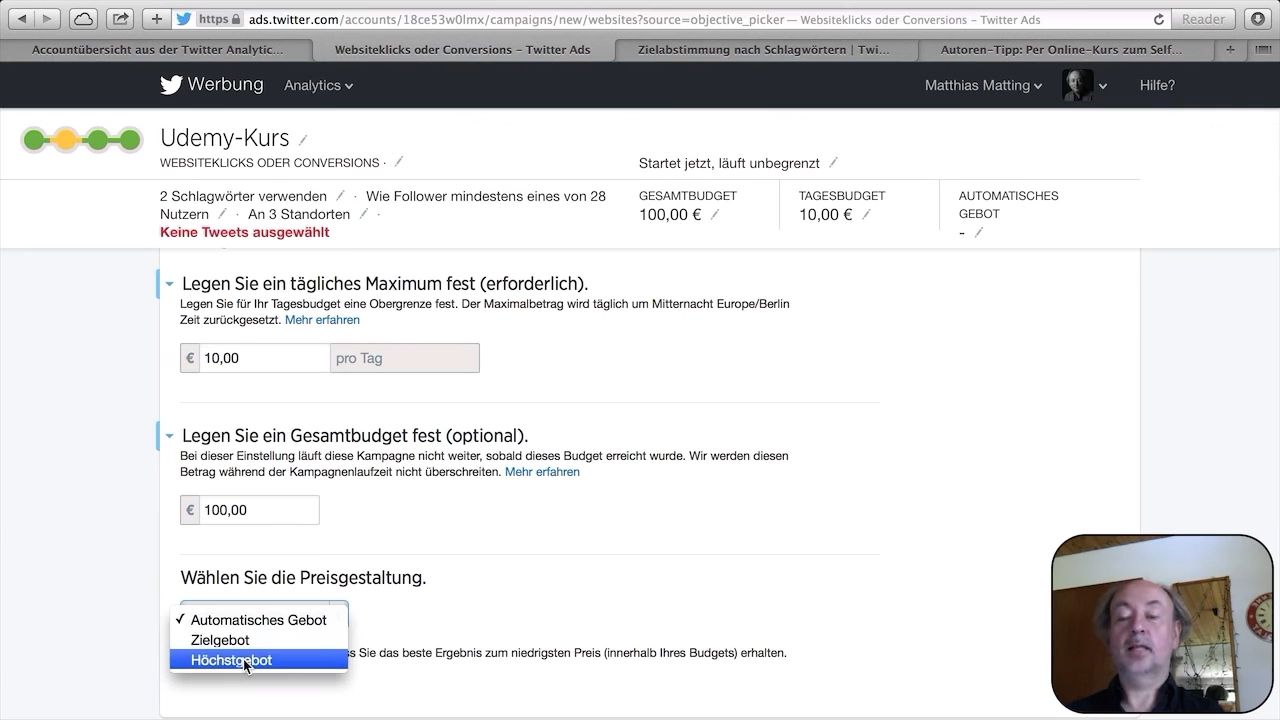 https ads.twitter.com/accounts/18ce53w0lmx/campaigns/new/websites?source=objective_picker — Websiteklicks oder Conversions – Twitter Ads Reader
Accountübersicht aus der Twitter Analytic... Websiteklicks oder Conversions – Twitter Ads Zielabstimmung nach Schlagwörtern | Twi... Autoren-Tipp: Per Online-Kurs zum Self...
Werbung Analytics Matthias Matting Hilfe?
Udemy-Kurs
WEBSITEKLICKS ODER CONVERSIONS · Startet jetzt, läuft unbegrenzt
2 Schlagwörter verwenden · Wie Follower mindestens eines von 28
Nutzern · An 3 Standorten ·
Keine Tweets ausgewählt
GESAMTBUDGET
100,00 €
TAGESBUDGET
10,00 €
AUTOMATISCHES
GEBOT
-
Legen Sie ein tägliches Maximum fest (erforderlich).
Legen Sie für Ihr Tagesbudget eine Obergrenze fest. Der Maximalbetrag wird täglich um Mitternacht Europe/Berlin
Zeit zurückgesetzt. Mehr erfahren
€ 10,00 pro Tag
Legen Sie ein Gesamtbudget fest (optional).
Bei dieser Einstellung läuft diese Kampagne nicht weiter, sobald dieses Budget erreicht wurde. Wir werden diesen
Betrag während der Kampagnenlaufzeit nicht überschreiten. Mehr erfahren
€ 100,00
Wählen Sie die Preisgestaltung.
✓ Automatisches Gebot
Zielgebot
Höchstgebot
Sie das beste Ergebnis zum niedrigsten Preis (innerhalb Ihres Budgets) erhalten.